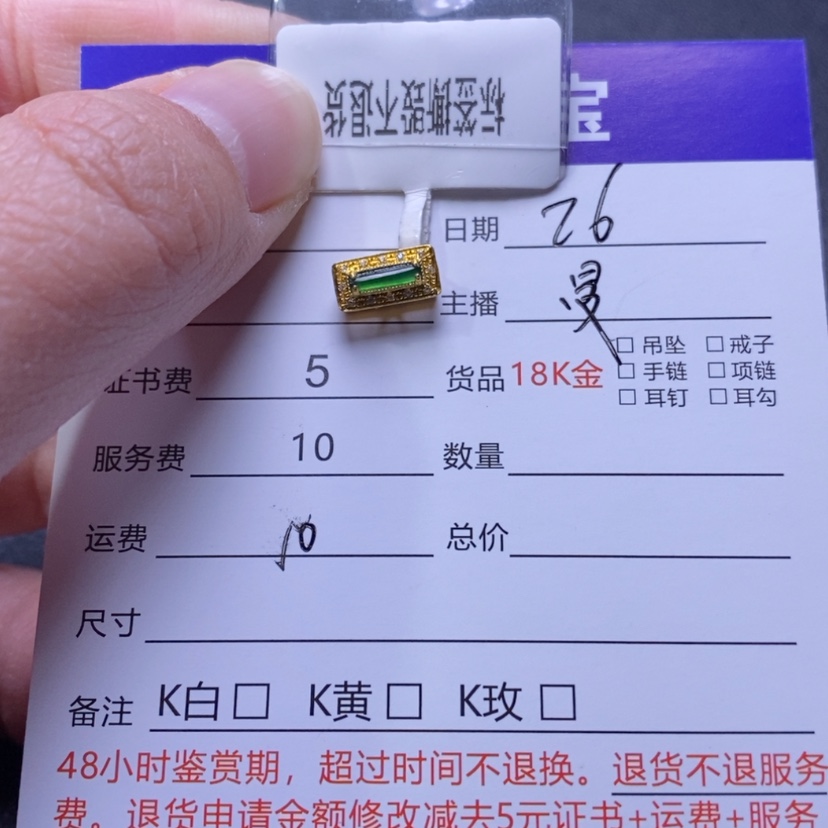 标签撕毁不退货
宝
日期 26
主播
证书费 5 货品 18K金 □ 吊坠 □ 戒子
□ 手链 □ 项链
□ 耳钉 □ 耳勾
服务费 10 数量
运费 10 总价
尺寸
备注 K白 □ K黄 □ K玫 □
48小时鉴赏期，超过时间不退换。退货不退服务
费。退货申请金额修改减去5元证书+运费+服务